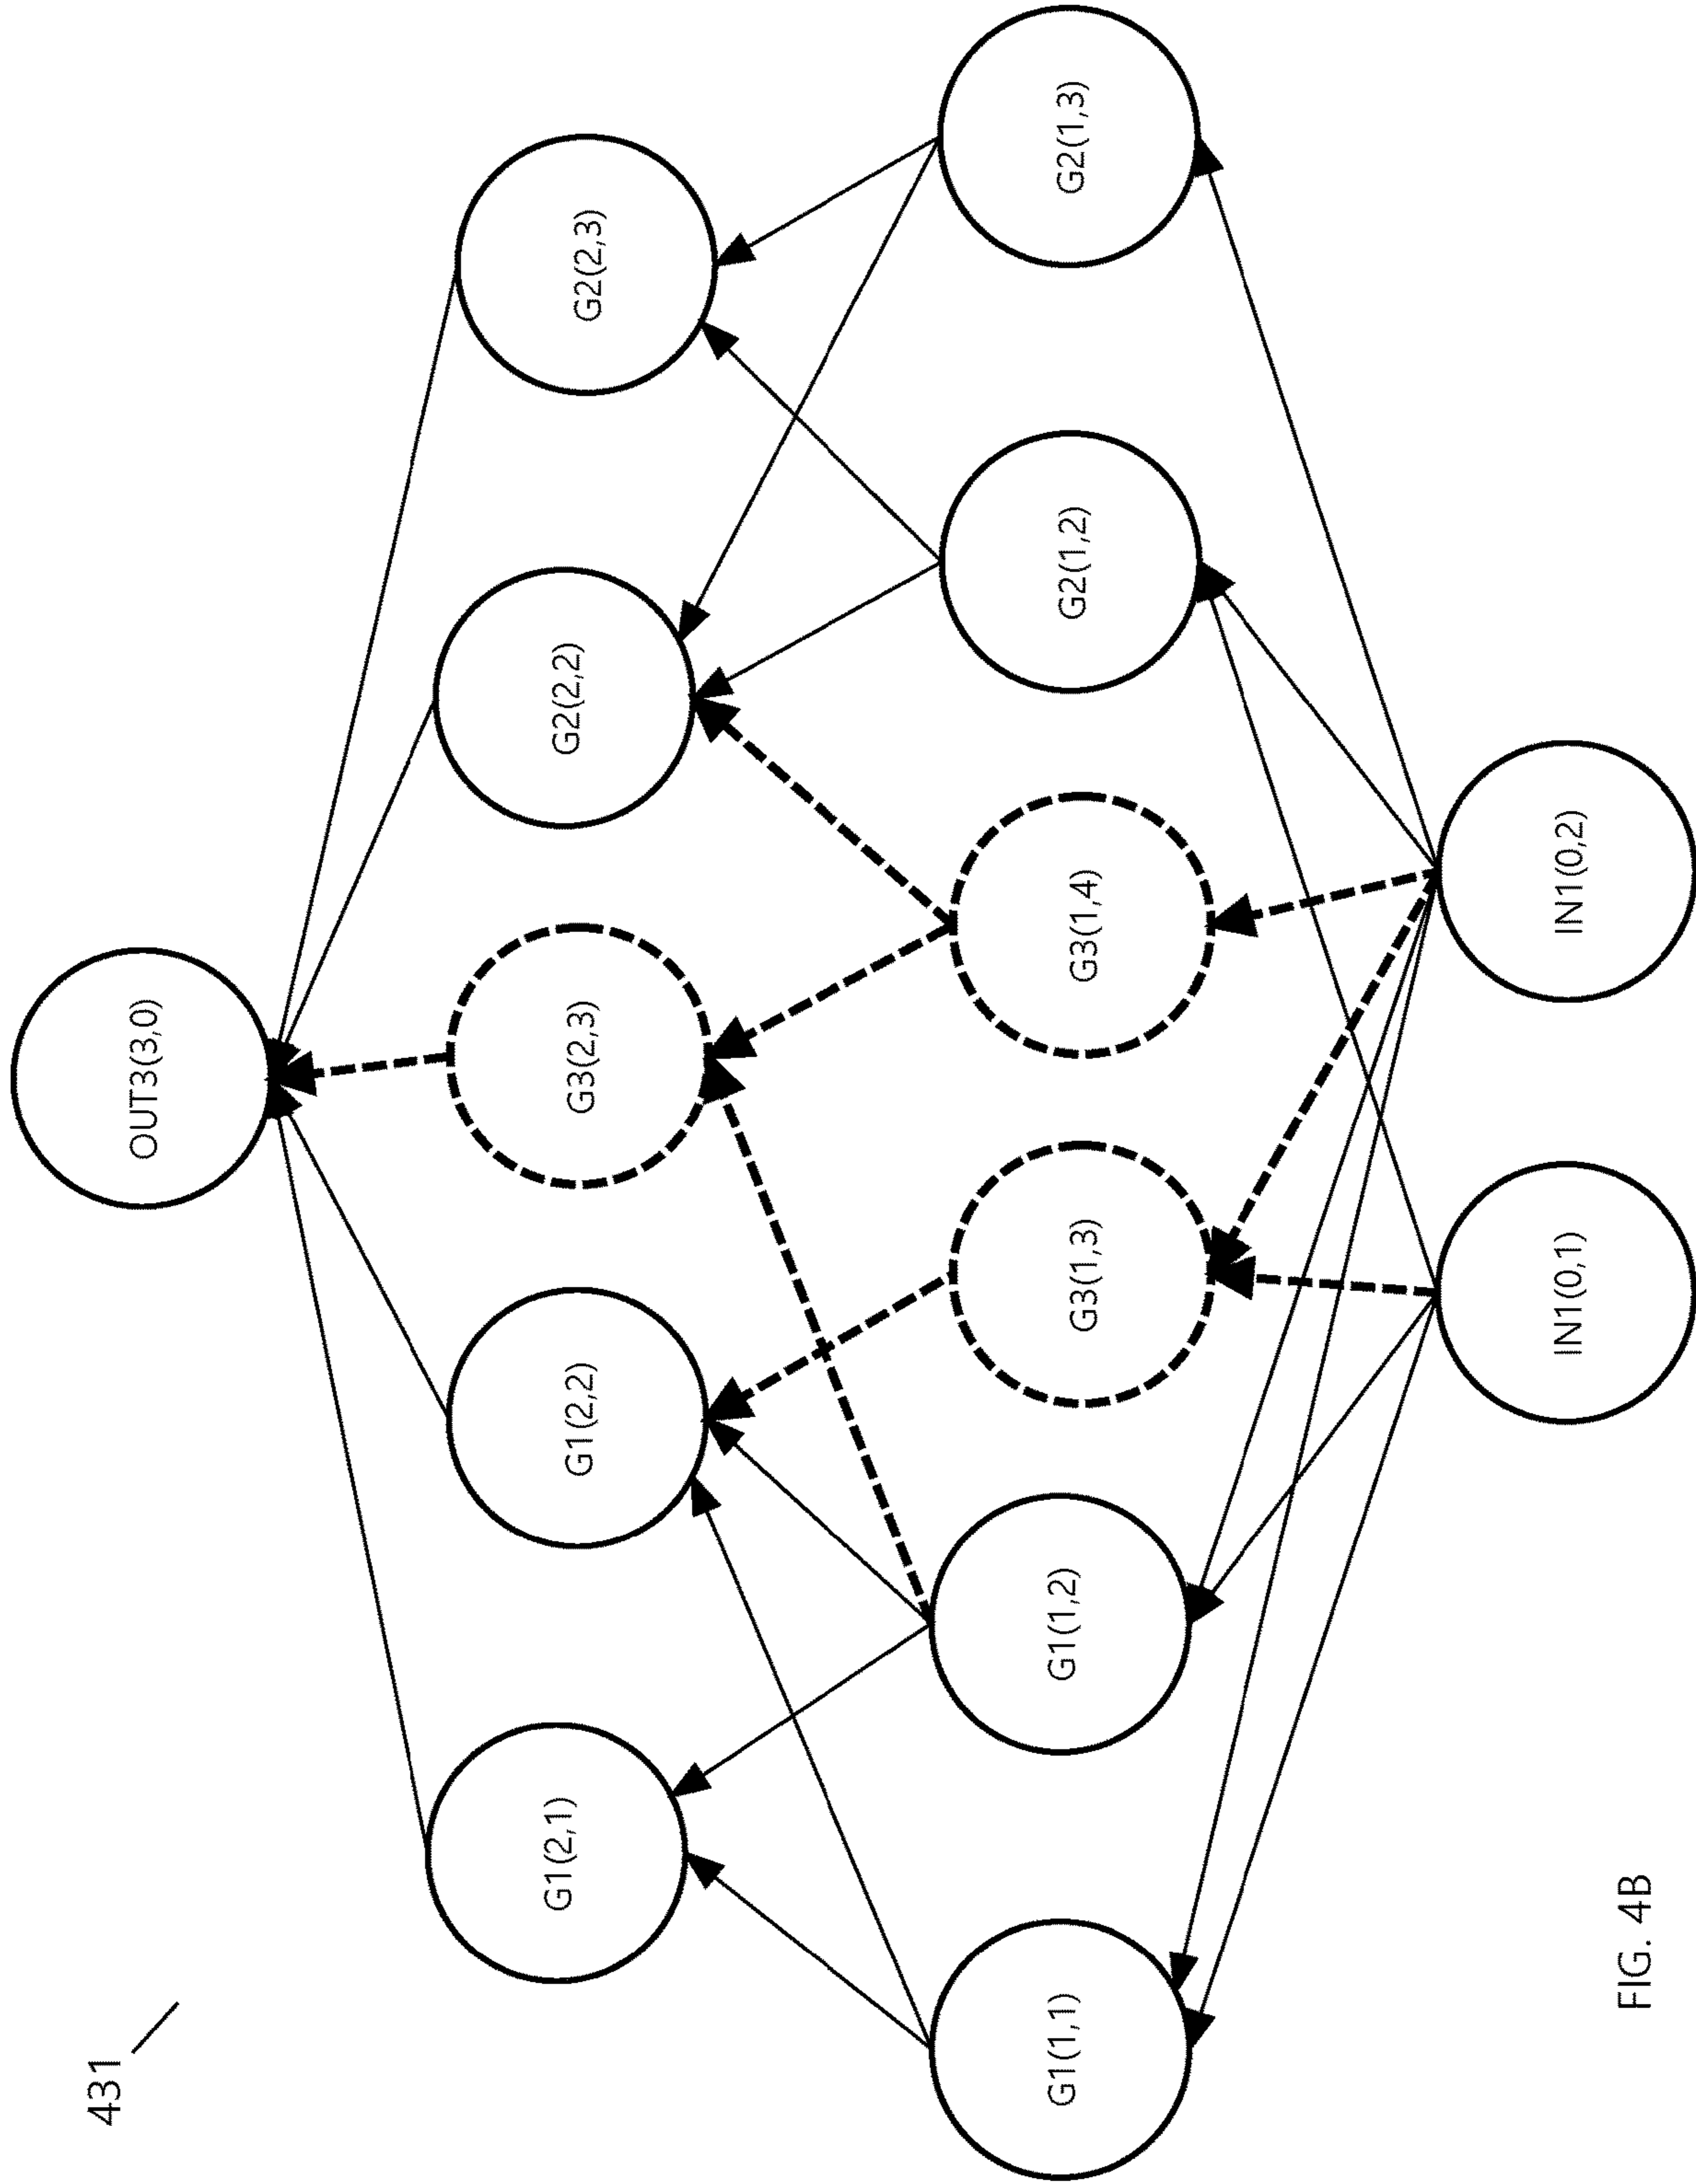 431
OUT3(3,0)
G1(2,1)
G1(2,2)
G3(2,3)
G2(2,2)
G2(2,3)
G1(1,1)
G1(1,2)
G3(1,3)
G3(1,4)
G2(1,2)
G2(1,3)
IN1(0,1)
IN1(0,2)
FIG. 4B